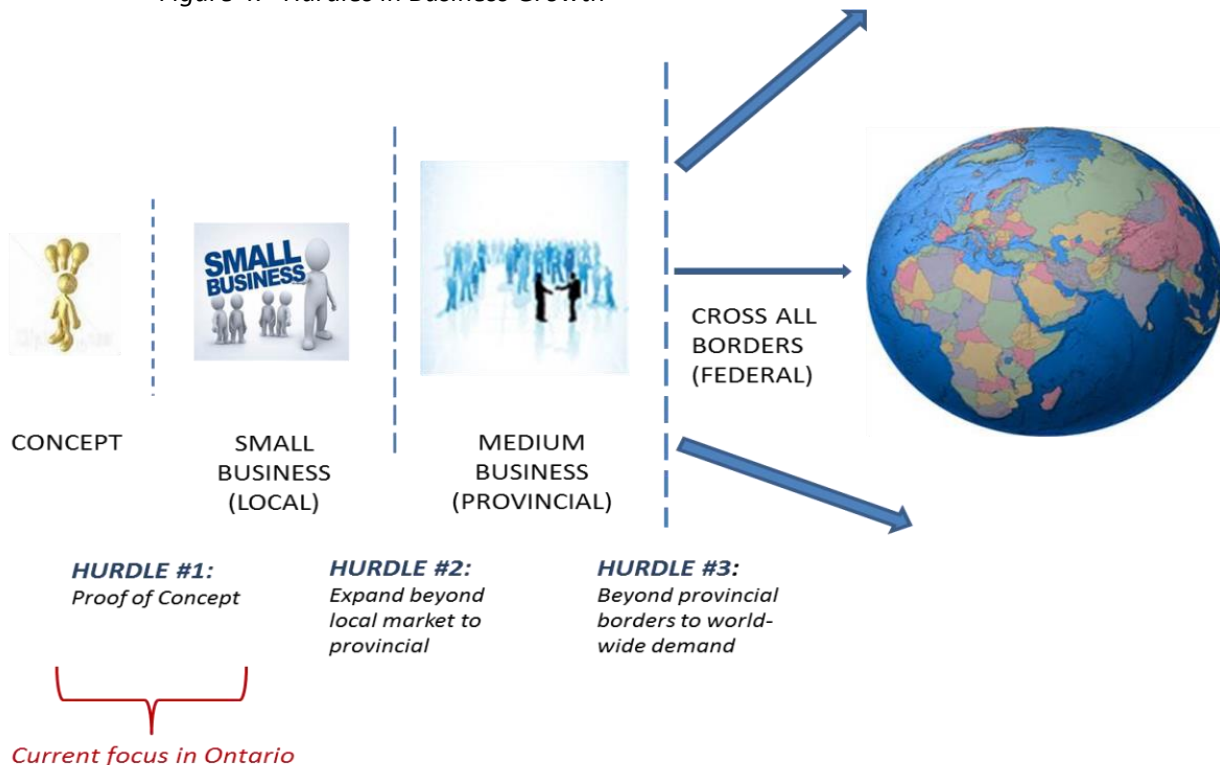 Figure 4: Hurdles in Business Growth
SMALL
BUSINESS
CONCEPT
SMALL
BUSINESS
(LOCAL)
MEDIUM
BUSINESS
(PROVINCIAL)
CROSS ALL
BORDERS
(FEDERAL)
HURDLE #1:
Proof of Concept
HURDLE #2:
Expand beyond
local market to
provincial
HURDLE #3:
Beyond provincial
borders to world-
wide demand
Current focus in Ontario